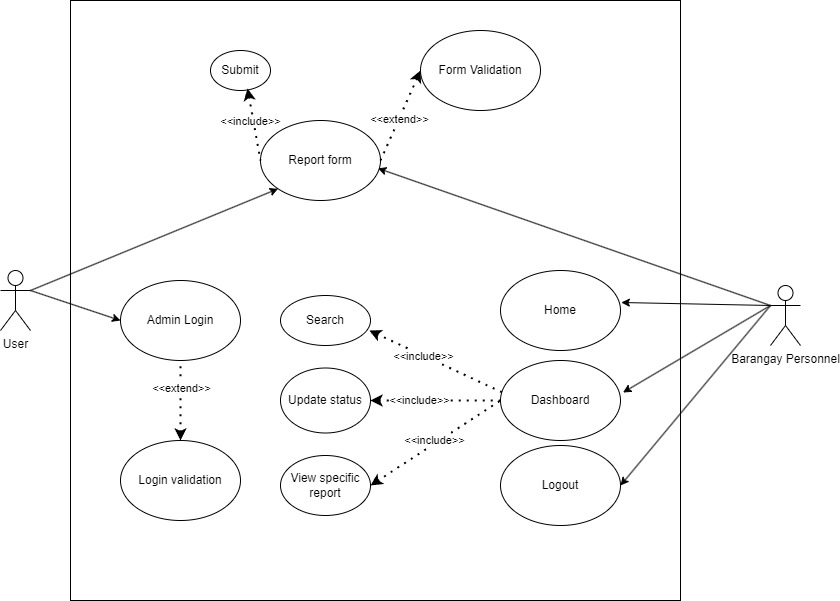 Submit
Form Validation
<<include>>
<<extend>>
Report form
User
Admin Login
Search
Home
Barangay Personnel
<<include>>
<<extend>>
Update status
<<include>>
Dashboard
<<include>>
Login validation
View specific
report
Logout